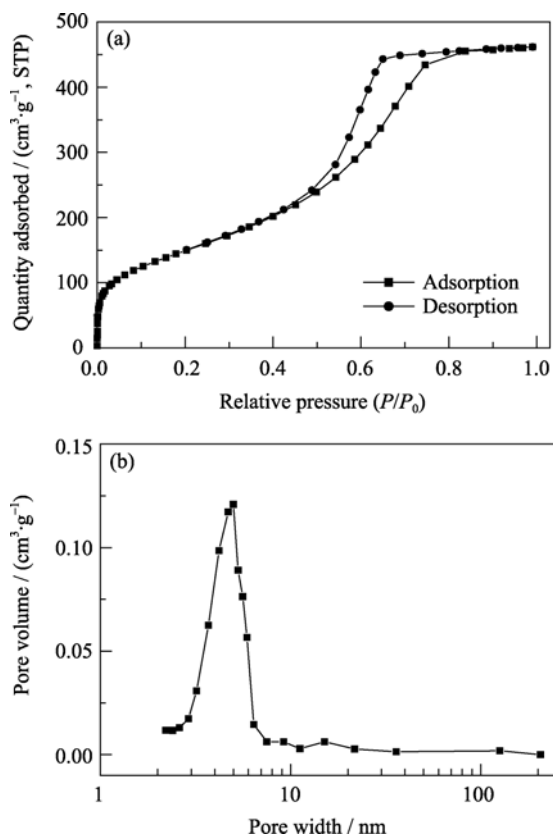 (a)
Quantity adsorbed / (cm³·g⁻¹, STP)
500
400
300
200
100
0
0.0 0.2 0.4 0.6 0.8 1.0
Adsorption
Desorption
Relative pressure (P/P₀)
(b)
Pore volume / (cm³·g⁻¹)
0.15
0.10
0.05
0.00
1 10 100
Pore width / nm